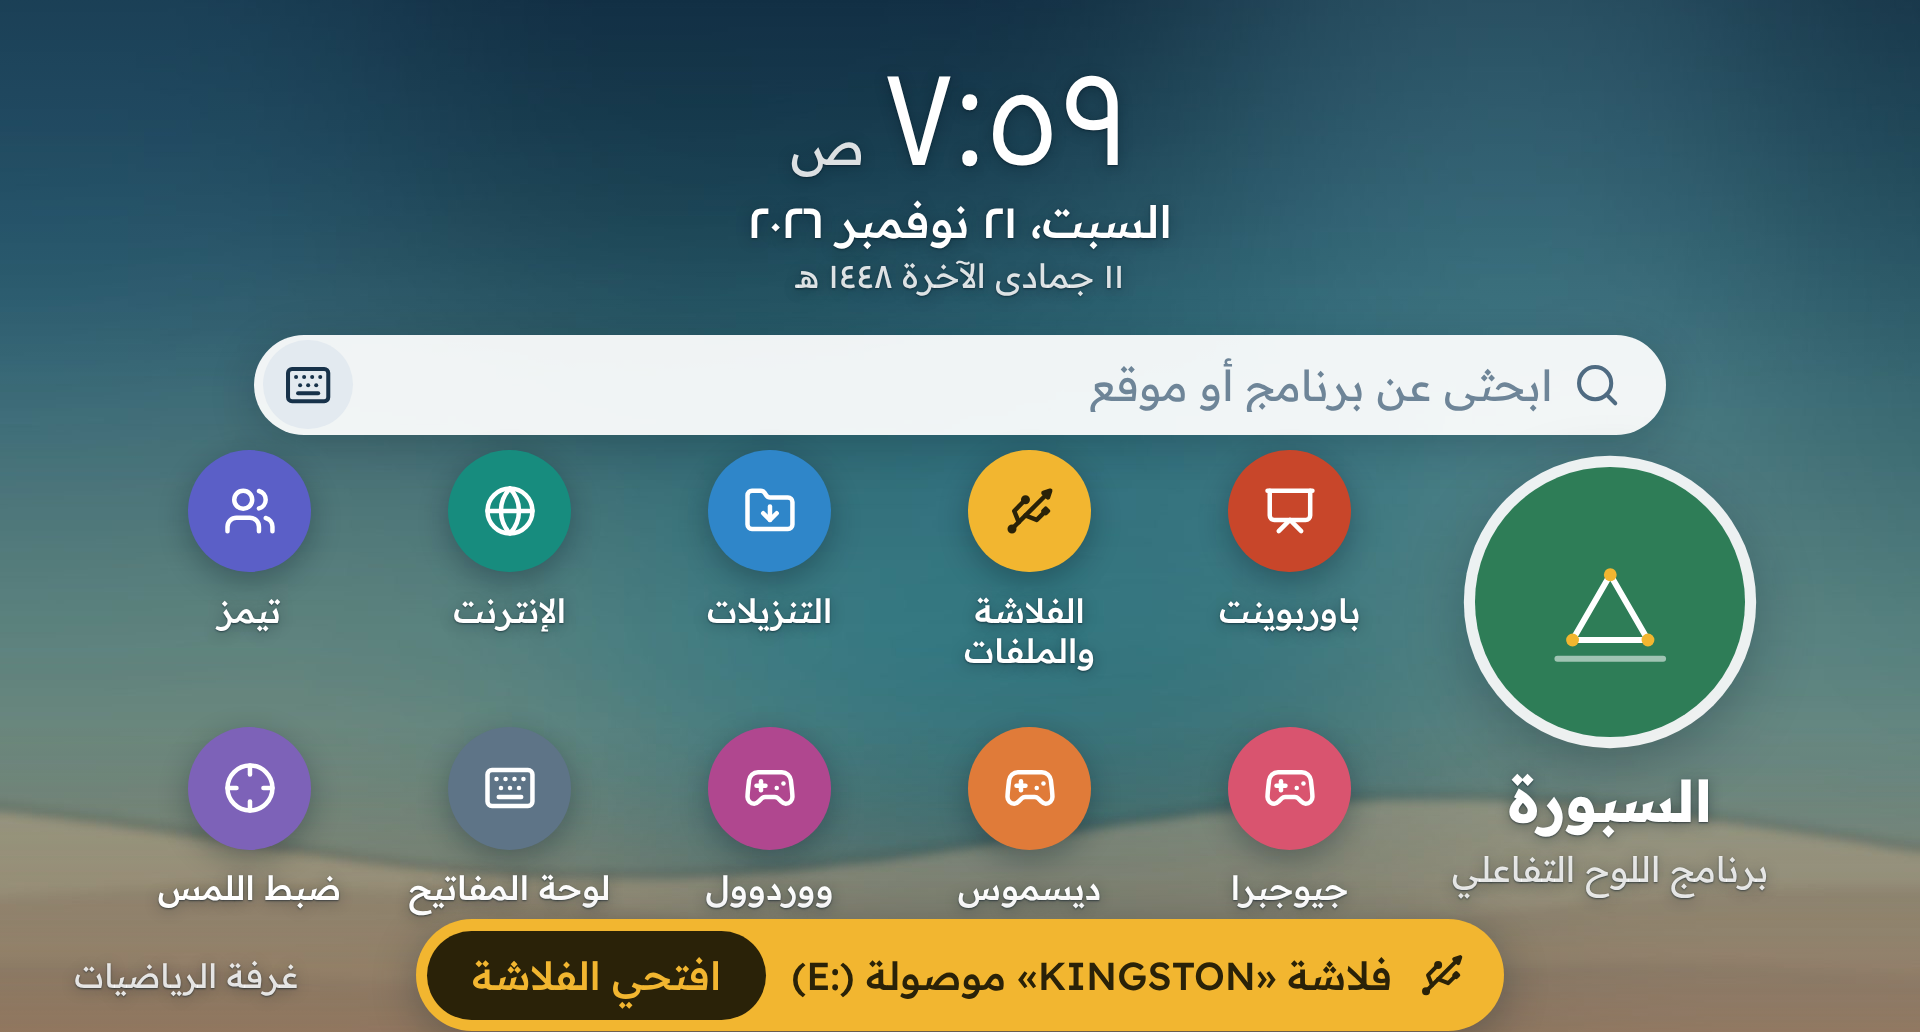 ٧:٥٩ ص
السبت، ٢١ نوفمبر ٢٠٢٦
١١ جمادى الآخرة ١٤٤٨ هـ
ابحثي عن برنامج أو موقع
السبورة
برنامج اللوح التفاعلي
باوربوينت
الفلاشة
والملفات
التنزيلات
الإنترنت
تيمز
جيوجبرا
ديسموس
ووردوول
لوحة المفاتيح
ضبط اللمس
فلاشة «KINGSTON» موصولة (E:)
افتحي الفلاشة
غرفة الرياضيات